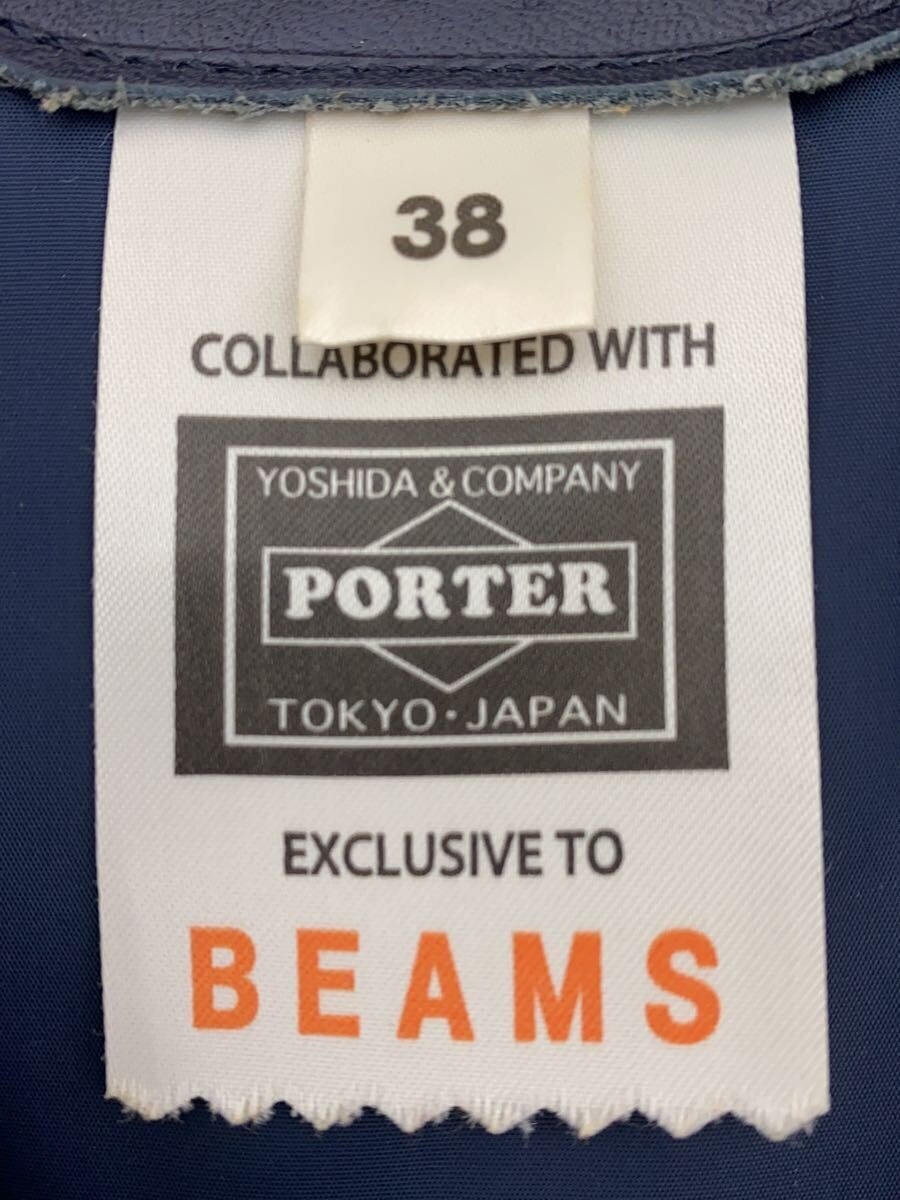 38
COLLABORATED WITH
YOSHIDA & COMPANY
PORTER
TOKYO · JAPAN
EXCLUSIVE TO
BEAMS